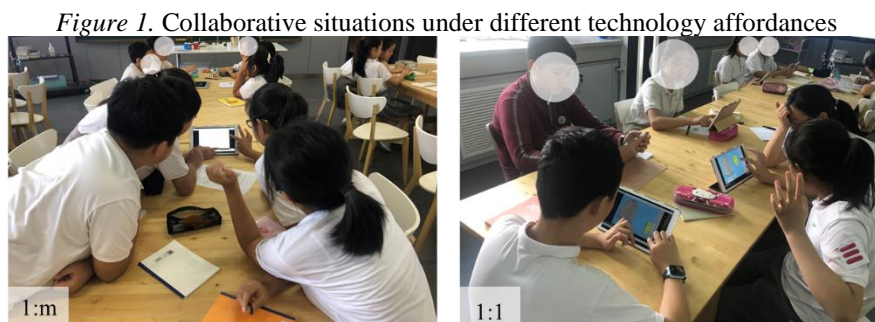 Figure 1. Collaborative situations under different technology affordances
1:m
1:1